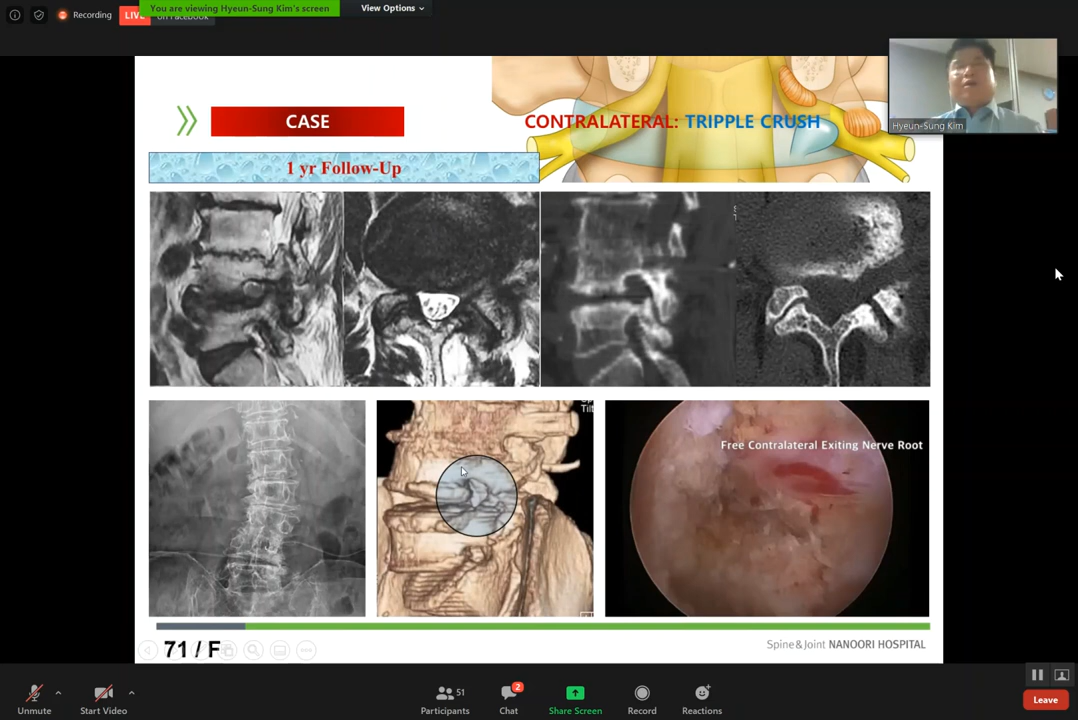 You are viewing Hyeun-Sung Kim's screen
View Options
Recording
LIVE
on Facebook
CASE
CONTRALATERAL: TRIPPLE CRUSH
Hyeun-Sung Kim
1 yr Follow-Up
Tilt
Free Contralateral Exiting Nerve Root
71 / F
Spine & Joint NANOORI HOSPITAL
Unmute
Start Video
51
Participants
2
Chat
Share Screen
Record
Reactions
Leave